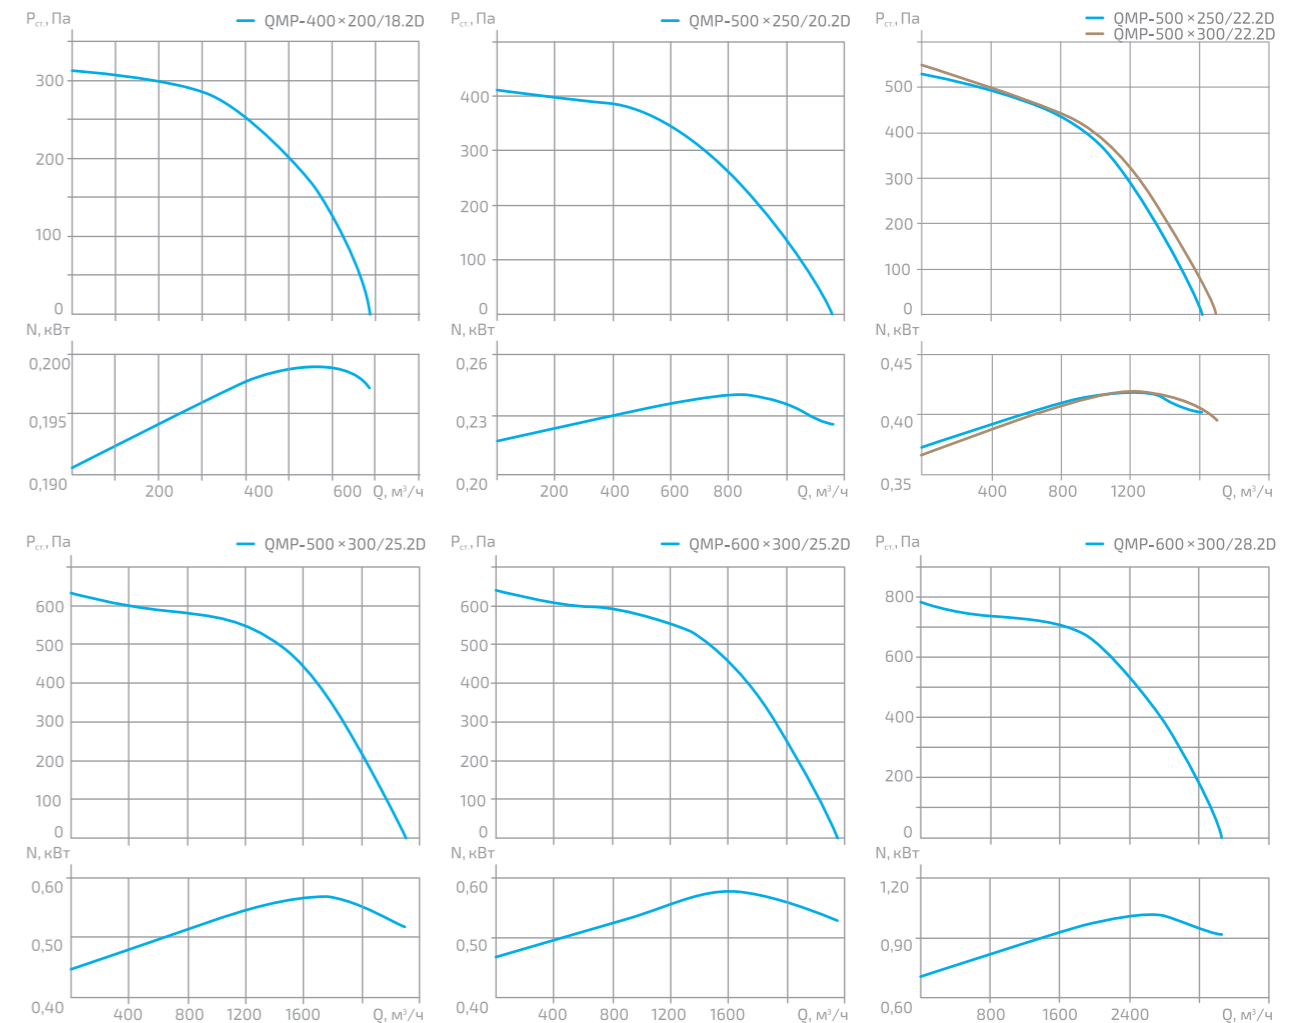 Pст., Па
QMP-400×200/18.2D
300
200
100
0
N, кВт
0,200
0,195
0,190
200 400 600 Q, м³/ч
Pст., Па
QMP-500×250/20.2D
400
300
200
100
0
N, кВт
0,26
0,23
0,20
200 400 600 800 Q, м³/ч
Pст., Па
QMP-500×250/22.2D
QMP-500×300/22.2D
500
400
300
200
100
0
N, кВт
0,45
0,40
0,35
400 800 1200 Q, м³/ч
Pст., Па
QMP-500×300/25.2D
600
500
400
300
200
100
0
N, кВт
0,60
0,50
0,40
400 800 1200 1600 Q, м³/ч
Pст., Па
QMP-600×300/25.2D
600
500
400
300
200
100
0
N, кВт
0,60
0,50
0,40
400 800 1200 1600 Q, м³/ч
Pст., Па
QMP-600×300/28.2D
800
600
400
200
0
N, кВт
1,20
0,90
0,60
800 1600 2400 Q, м³/ч